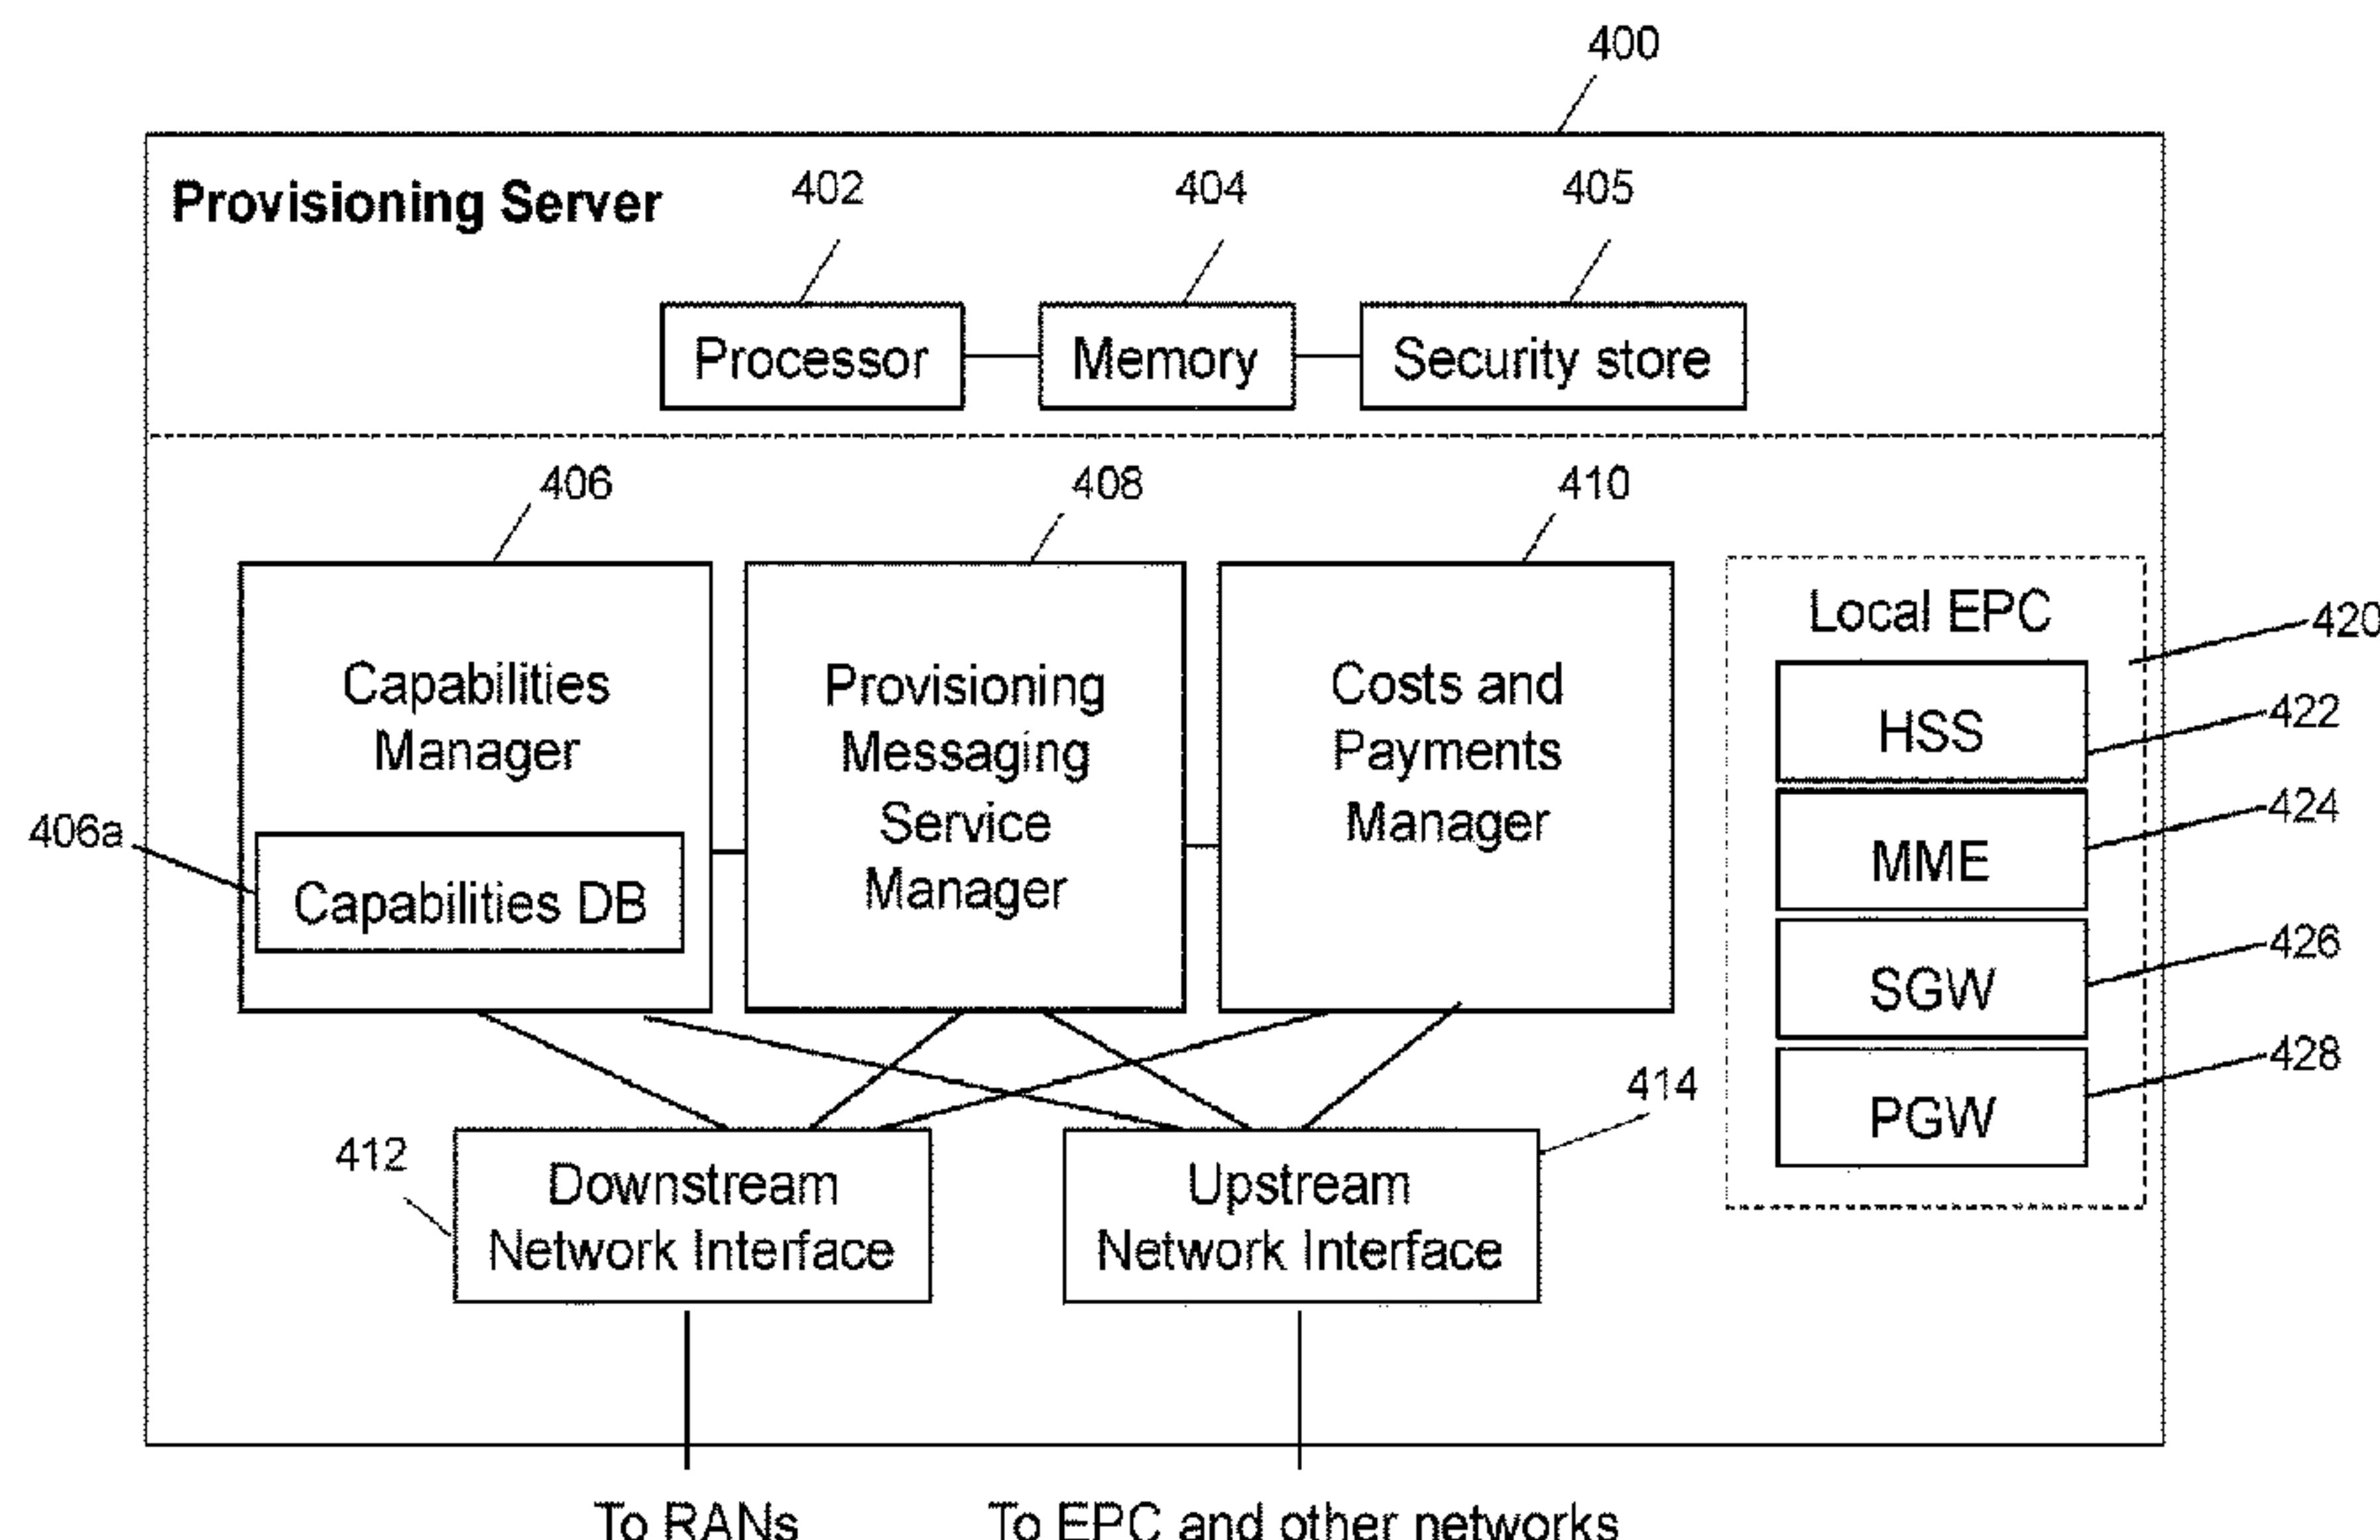 400
Provisioning Server
402
404
405
Processor
Memory
Security store
406
408
410
Capabilities
Manager
406a
Capabilities DB
Provisioning
Messaging
Service
Manager
Costs and
Payments
Manager
Local EPC
420
HSS
422
MME
424
SGW
426
PGW
428
412
Downstream
Network Interface
414
Upstream
Network Interface
To RANs
To EPC and other networks